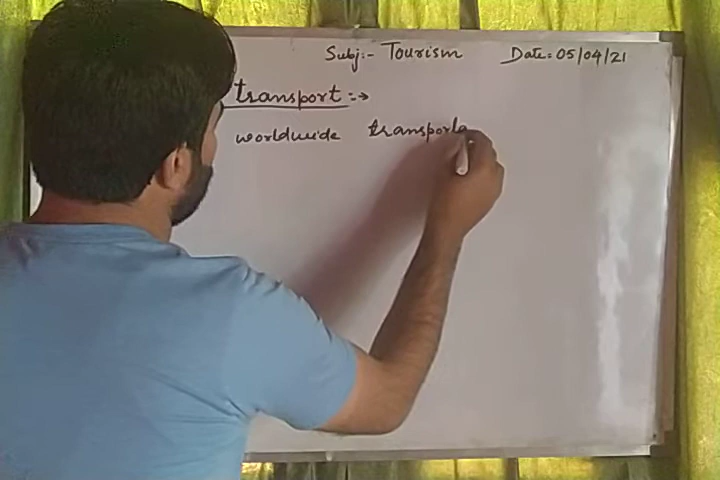 Subj:- Tourism Date: 05/04/21
transport :→
worldwide transporta